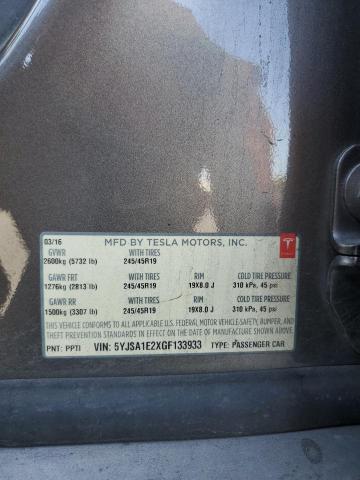 03/16 MFD BY TESLA MOTORS, INC.
GVWR WITH TIRES
2600kg (5732 lb) 245/45R19
GAWR FRT WITH TIRES RIM COLD TIRE PRESSURE
1276kg (2813 lb) 245/45R19 19X8.0 J 310 kPa, 45 psi
GAWR RR WITH TIRES RIM COLD TIRE PRESSURE
1500kg (3307 lb) 245/45R19 19X8.0 J 310 kPa, 45 psi
THIS VEHICLE CONFORMS TO ALL APPLICABLE U.S. FEDERAL MOTOR VEHICLE SAFETY, BUMPER, AND
THEFT PREVENTION STANDARDS IN EFFECT ON THE DATE OF MANUFACTURE SHOWN ABOVE.
PNT: PPTI VIN: 5YJSA1E2XGF133933 TYPE: PASSENGER CAR